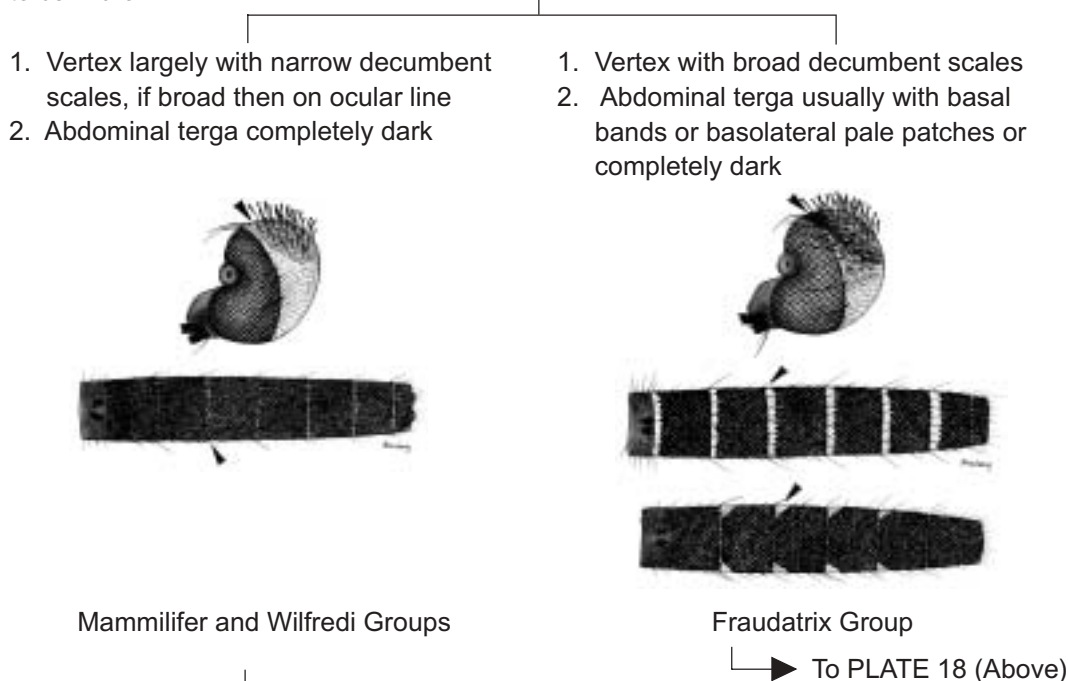 1. Vertex largely with narrow decumbent
scales, if broad then on ocular line
2. Abdominal terga completely dark
1. Vertex with broad decumbent scales
2. Abdominal terga usually with basal
bands or basolateral pale patches or
completely dark
Mammilifer and Wilfredi Groups
Fraudatrix Group
To PLATE 18 (Above)